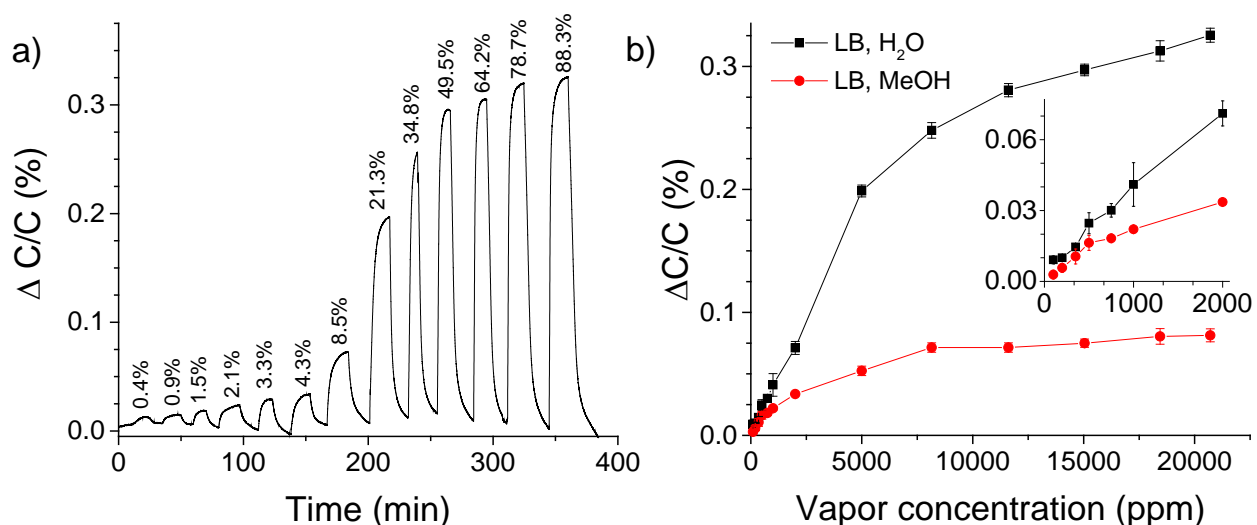 a)
Δ C/C (%)
0.3
0.2
0.1
0.0
0.4%
0.9%
1.5%
2.1%
3.3%
4.3%
8.5%
21.3%
34.8%
49.5%
64.2%
78.7%
88.3%
0 100 200 300 400
Time (min)
b)
LB, H₂O
LB, MeOH
ΔC/C (%)
0.3
0.2
0.1
0.0
0.06
0.03
0.00
0 1000 2000
0 5000 10000 15000 20000
Vapor concentration (ppm)